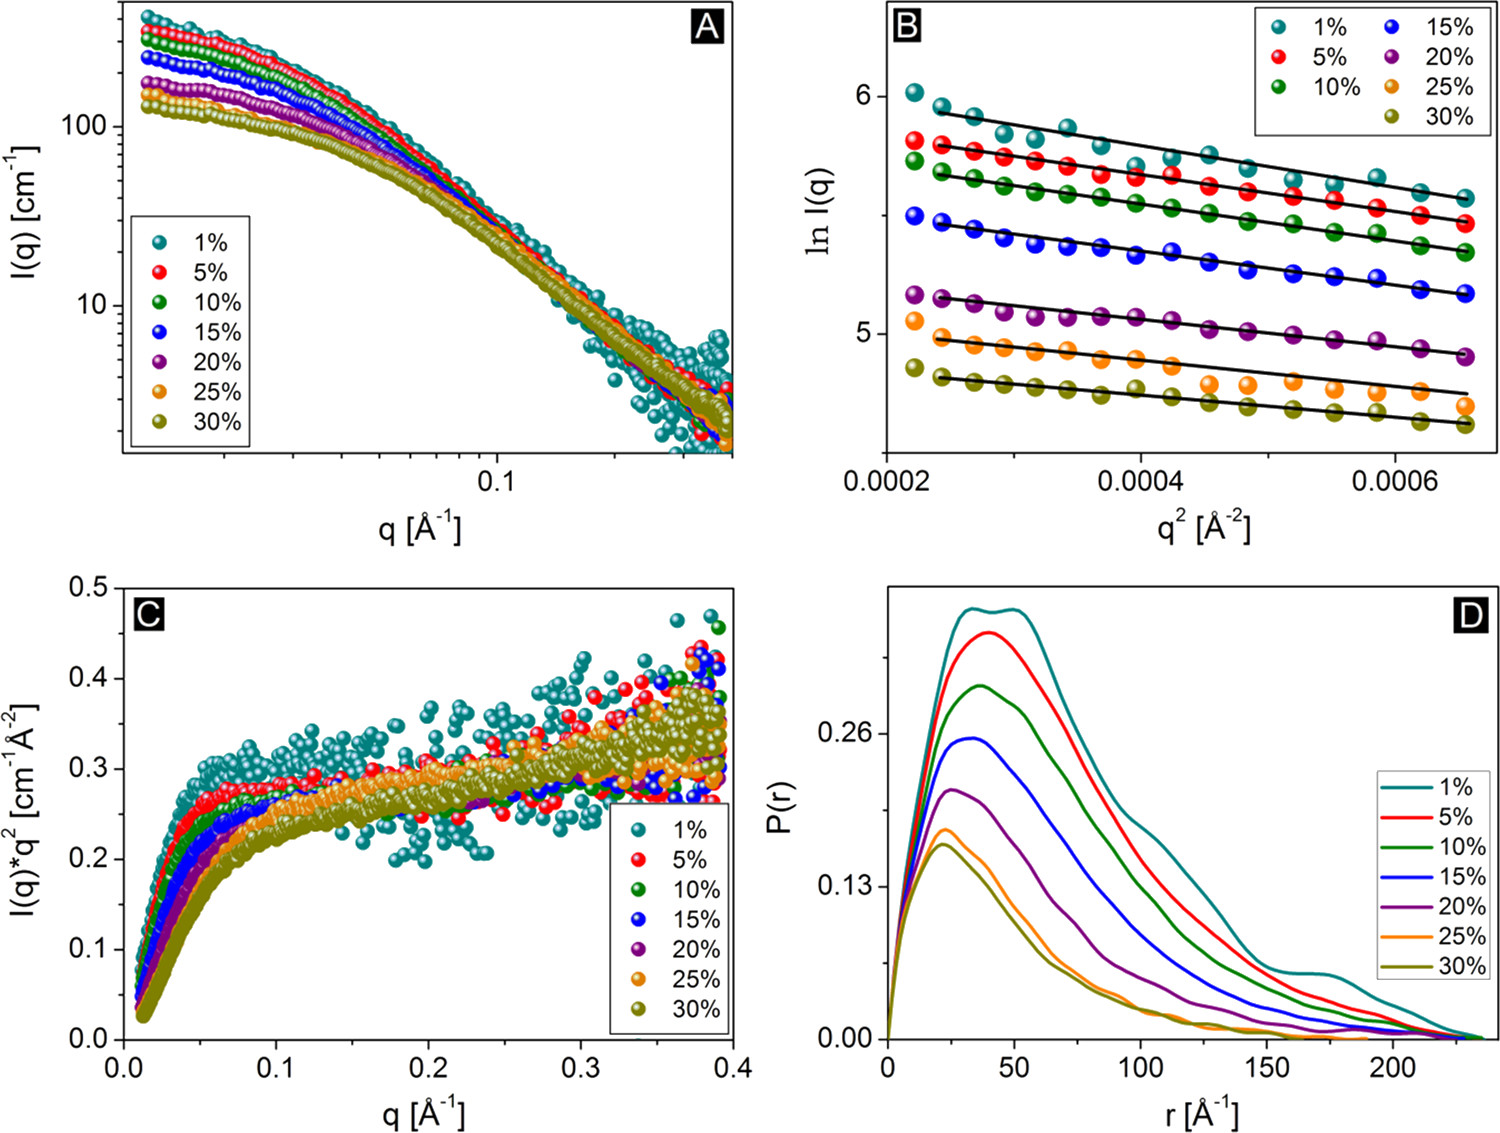 A
I(q) [cm-1]
100
10
1%
5%
10%
15%
20%
25%
30%
0.1
q [Å-1]
B
1% 15%
5% 20%
10% 25%
30%
ln I(q)
6
5
0.0002 0.0004 0.0006
q2 [Å-2]
C
I(q)*q2 [cm-1Å-2]
0.5
0.4
0.3
0.2
0.1
0.0
1%
5%
10%
15%
20%
25%
30%
0.0 0.1 0.2 0.3 0.4
q [Å-1]
D
P(r)
0.26
0.13
0.00
1%
5%
10%
15%
20%
25%
30%
0 50 100 150 200
r [Å-1]